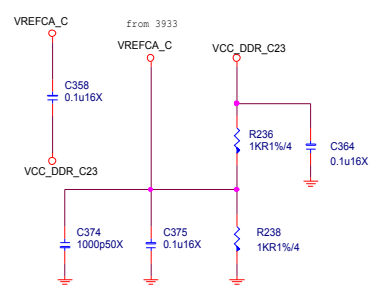 VREFCA_C
from 3933
VREFCA_C
VCC_DDR_C23
C358
0.1u16X
R236
1KR1%/4
C364
0.1u16X
VCC_DDR_C23
C374
1000p50X
C375
0.1u16X
R238
1KR1%/4